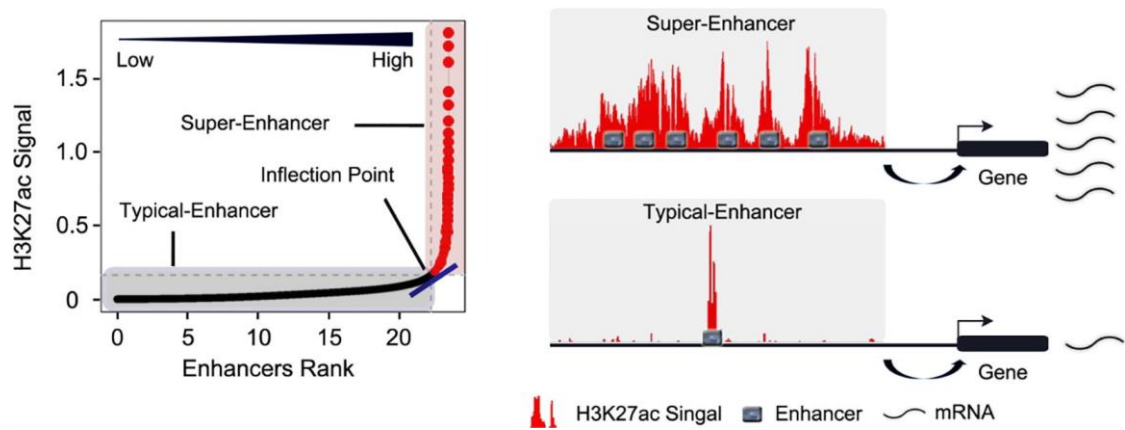 H3K27ac Signal
1.5
1.0
0.5
0
Low
High
Super-Enhancer
Inflection Point
Typical-Enhancer
0
5
10
15
20
Enhancers Rank
Super-Enhancer
Gene
Typical-Enhancer
Gene
H3K27ac Singal
Enhancer
mRNA